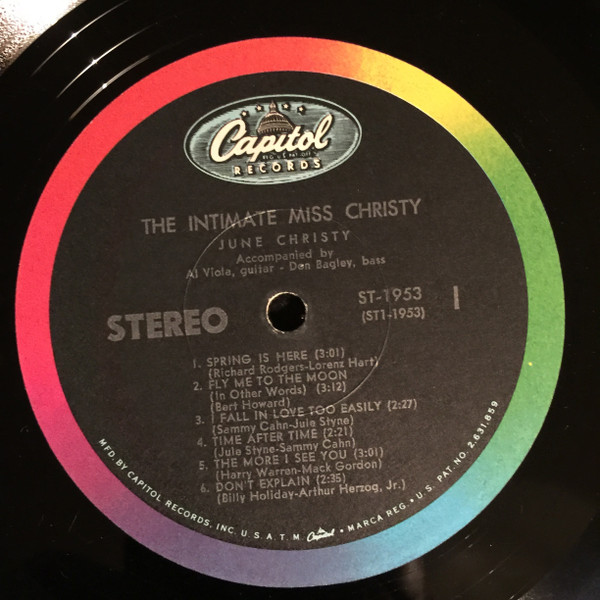 Capitol
RECORDS
THE INTIMATE MISS CHRISTY
JUNE CHRISTY
Accompanied by
Al Viola, guitar - Don Bagley, bass
STEREO
ST-1953
(ST1-1953)
1
1. SPRING IS HERE (3:01)
(Richard Rodgers-Lorenz Hart)
2. FLY ME TO THE MOON
(In Other Words) (3:12)
(Bert Howard)
3. I FALL IN LOVE TOO EASILY (2:27)
(Sammy Cahn-Jule Styne)
4. TIME AFTER TIME (2:21)
(Jule Styne-Sammy Cahn)
5. THE MORE I SEE YOU (3:01)
(Harry Warren-Mack Gordon)
6. DON'T EXPLAIN (2:35)
(Billy Holiday-Arthur Herzog, Jr.)
MFD. BY CAPITOL RECORDS, INC. U.S.A. T.M. Capitol • MARCA REG. • U.S. PAT. NO. 2,631,859